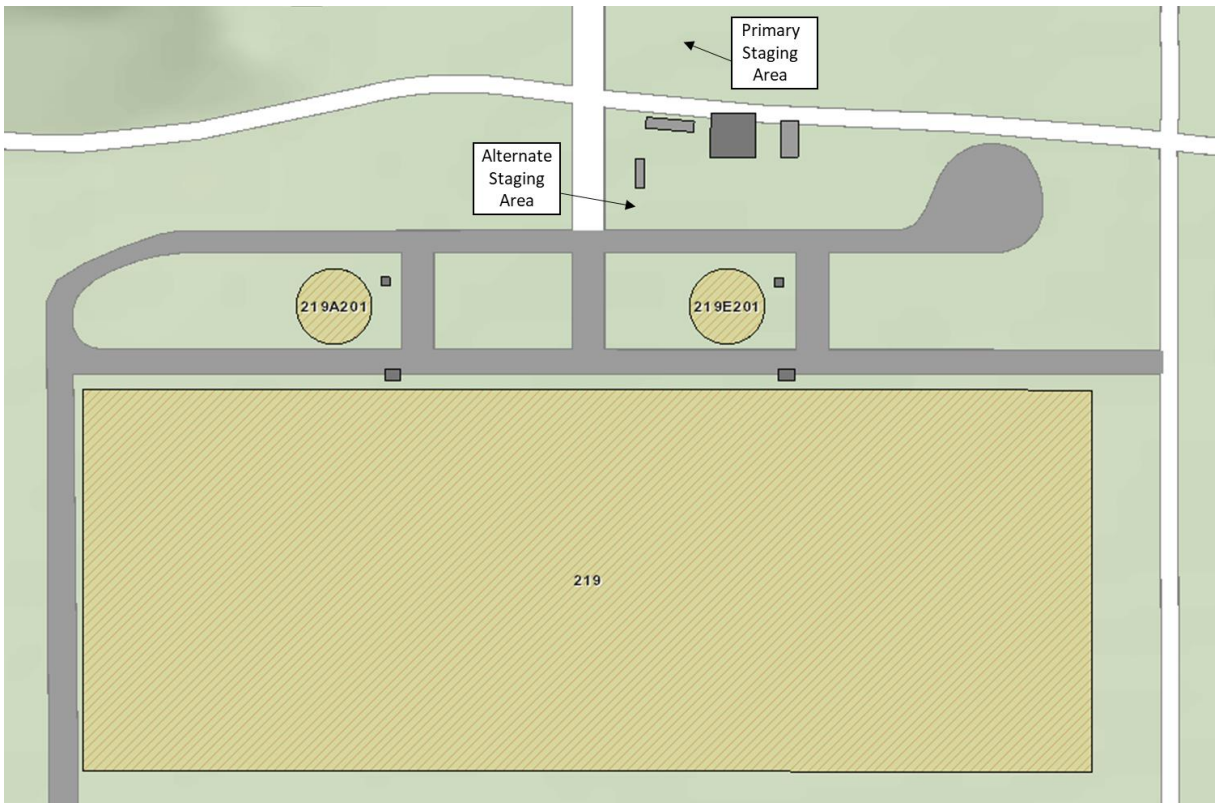 Primary
Staging
Area
Alternate
Staging
Area
219A201
219E201
219